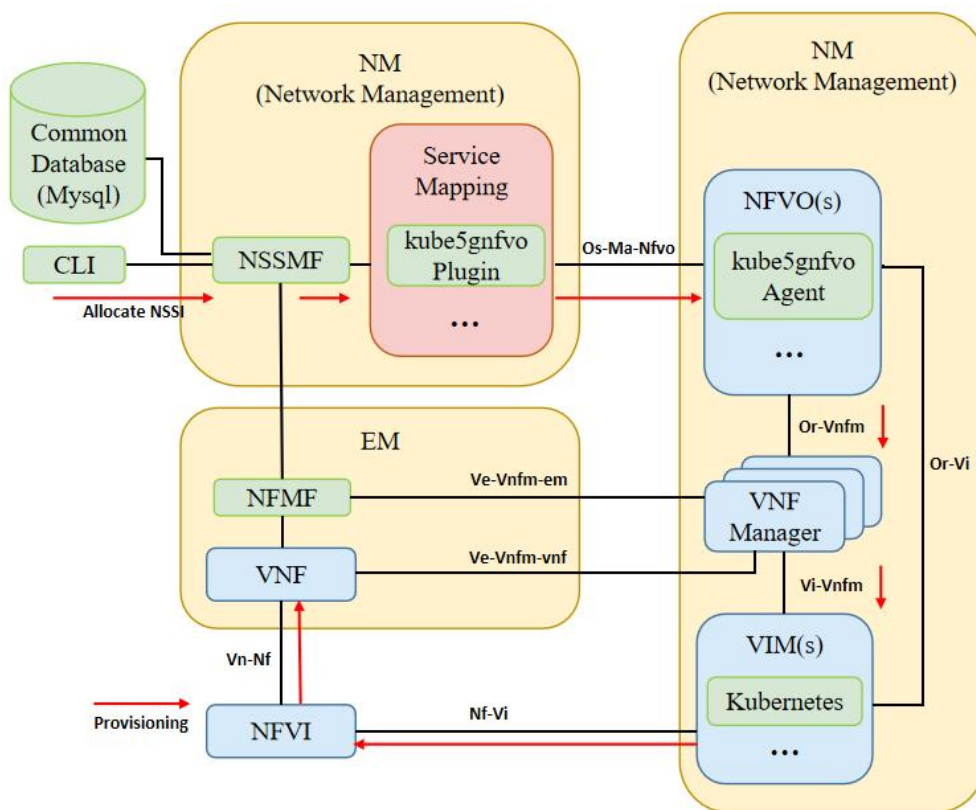 NM
(Network Management)
Common
Database
(Mysql)
CLI
Allocate NSSI
NSSMF
Service
Mapping
kube5gnfvo
Plugin
...
Os-Ma-Nfvo
NM
(Network Management)
NFVO(s)
kube5gnfvo
Agent
...
Or-Vnfm
Or-Vi
EM
NFMF
Ve-Vnfm-em
VNF
Manager
VNF
Ve-Vnfm-vnf
Vi-Vnfm
Vn-Nf
VIM(s)
Kubernetes
...
Provisioning
NFVI
Nf-Vi